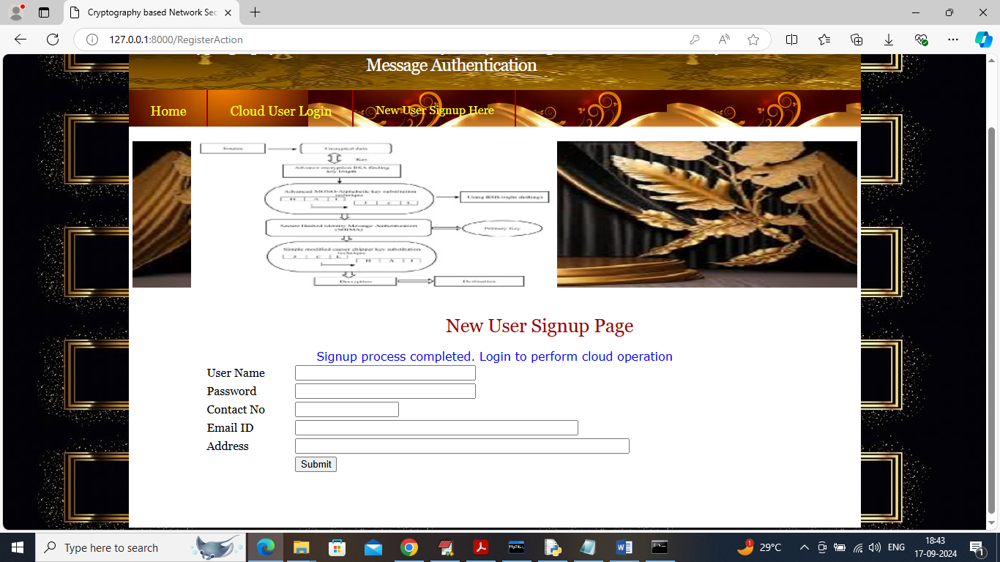 Cryptography based Network Sec
127.0.0.1:8000/RegisterAction
Message Authentication
Home
Cloud User Login
New User Signup Here
Source
Encrypted data
Key
Advance encryption RSA finding
key length
Advanced MONO-Alphabetic key substitution
technique
Using RSB(right shifting)
Secure Hashed Identity Message Authentication
(SHIMA)
Primary Key
Simple modified caeser chipper key substitution
technique
J C L
H A I
Decryption
Destination
New User Signup Page
Signup process completed. Login to perform cloud operation
User Name
Password
Contact No
Email ID
Address
Submit
Type here to search
1
29°C
ENG
18:43
17-09-2024
1